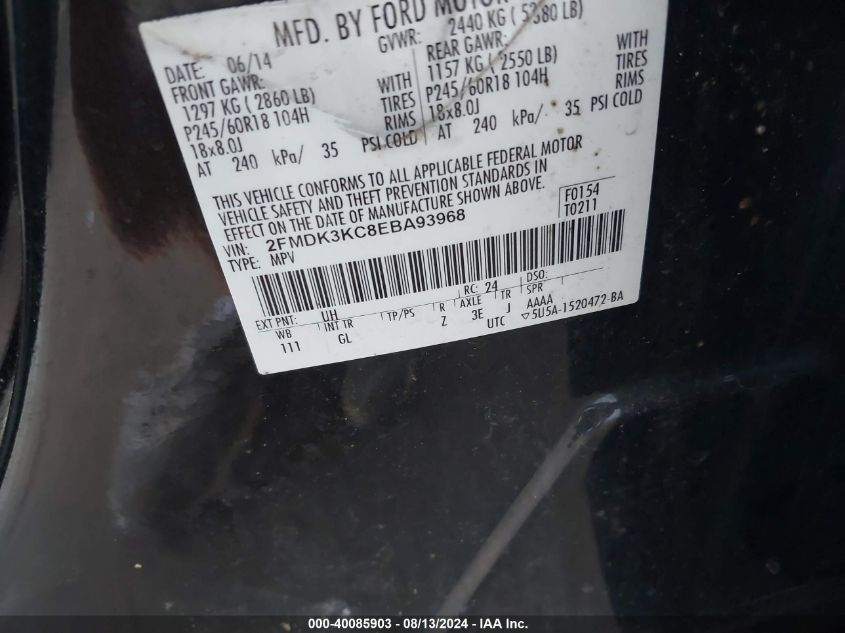 MFD. BY FORD MOTOR
DATE: 06/14 GVWR: 2440 KG ( 5380 LB)
FRONT GAWR: REAR GAWR:
1297 KG ( 2860 LB) WITH 1157 KG ( 2550 LB) WITH
P245/60R18 104H TIRES P245/60R18 104H TIRES
18x8.0J RIMS 18x8.0J RIMS
AT 240 kPa/ 35 PSI COLD AT 240 kPa/ 35 PSI COLD
THIS VEHICLE CONFORMS TO ALL APPLICABLE FEDERAL MOTOR
VEHICLE SAFETY AND THEFT PREVENTION STANDARDS IN
EFFECT ON THE DATE OF MANUFACTURE SHOWN ABOVE.
VIN: 2FMDK3KC8EBA93968 F0154
TYPE: MPV T0211
EXT PNT: UH RC: 24 DSO:
WB INT TR TP/PS R AXLE TR SPR
111 GL Z 3E J AAAA
UTC ▽5U5A-1520472-BA
000-40085903 - 08/13/2024 - IAA Inc.